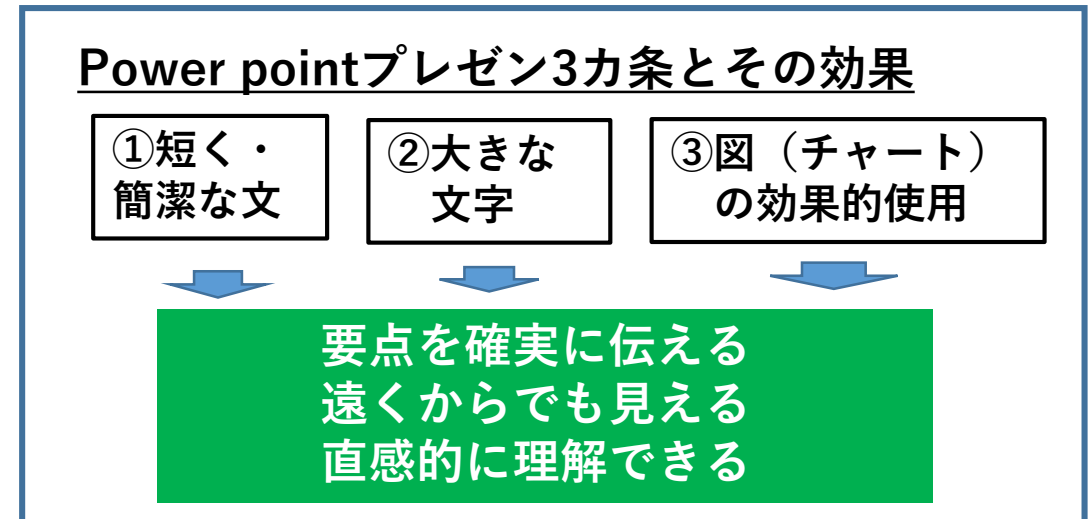 Power pointプレゼン3カ条とその効果
①短く・
簡潔な文
②大きな
文字
③図（チャート）
の効果的使用
要点を確実に伝える
遠くからでも見える
直感的に理解できる